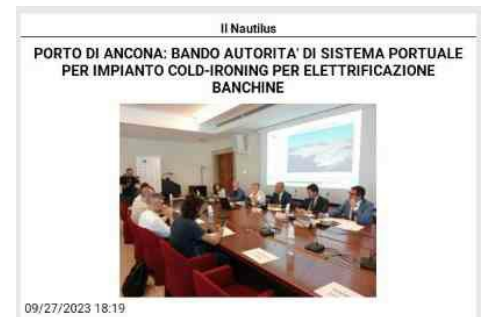 Il Nautilus
PORTO DI ANCONA: BANDO AUTORITA' DI SISTEMA PORTUALE
PER IMPIANTO COLD-IRONING PER ELETTRIFICAZIONE
BANCHINE
09/27/2023 18:19